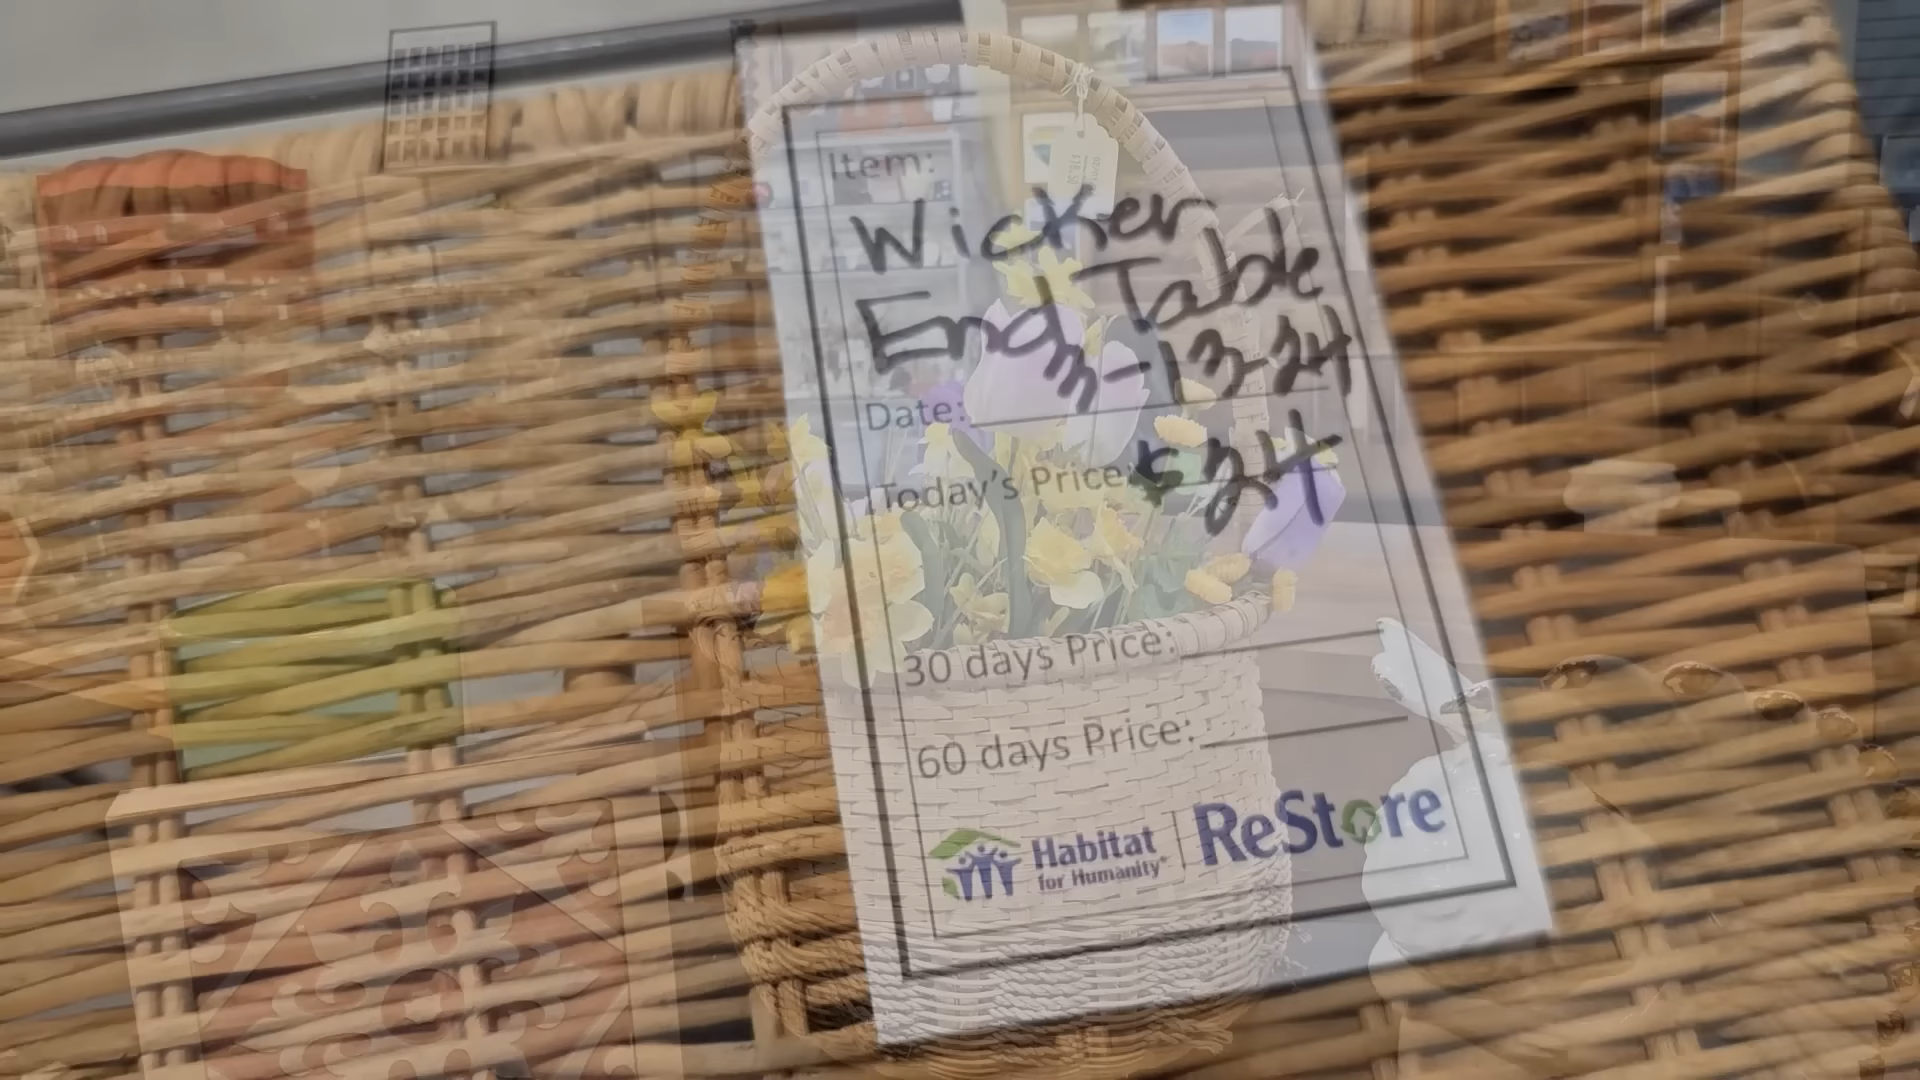 Item:
Wicker
End Table
Date: 3-13-24
Today's Price: $24
30 days Price:
60 days Price:
Habitat
for Humanity®
ReStore